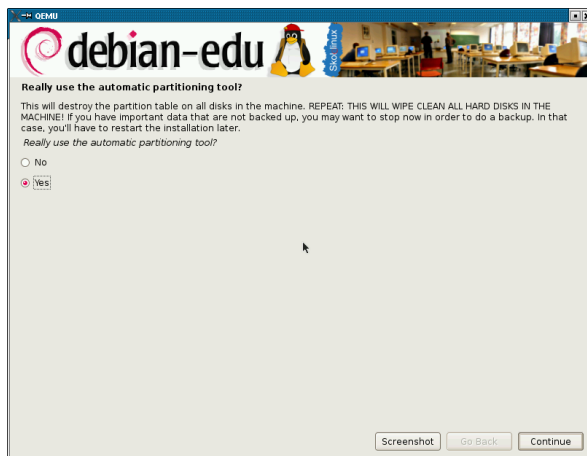 QEMU
debian-edu
Skolelinux
Really use the automatic partitioning tool?
This will destroy the partition table on all disks in the machine. REPEAT: THIS WILL WIPE CLEAN ALL HARD DISKS IN THE
MACHINE! If you have important data that are not backed up, you may want to stop now in order to do a backup. In that
case, you'll have to restart the installation later.
Really use the automatic partitioning tool?
No
Yes
Screenshot
Go Back
Continue